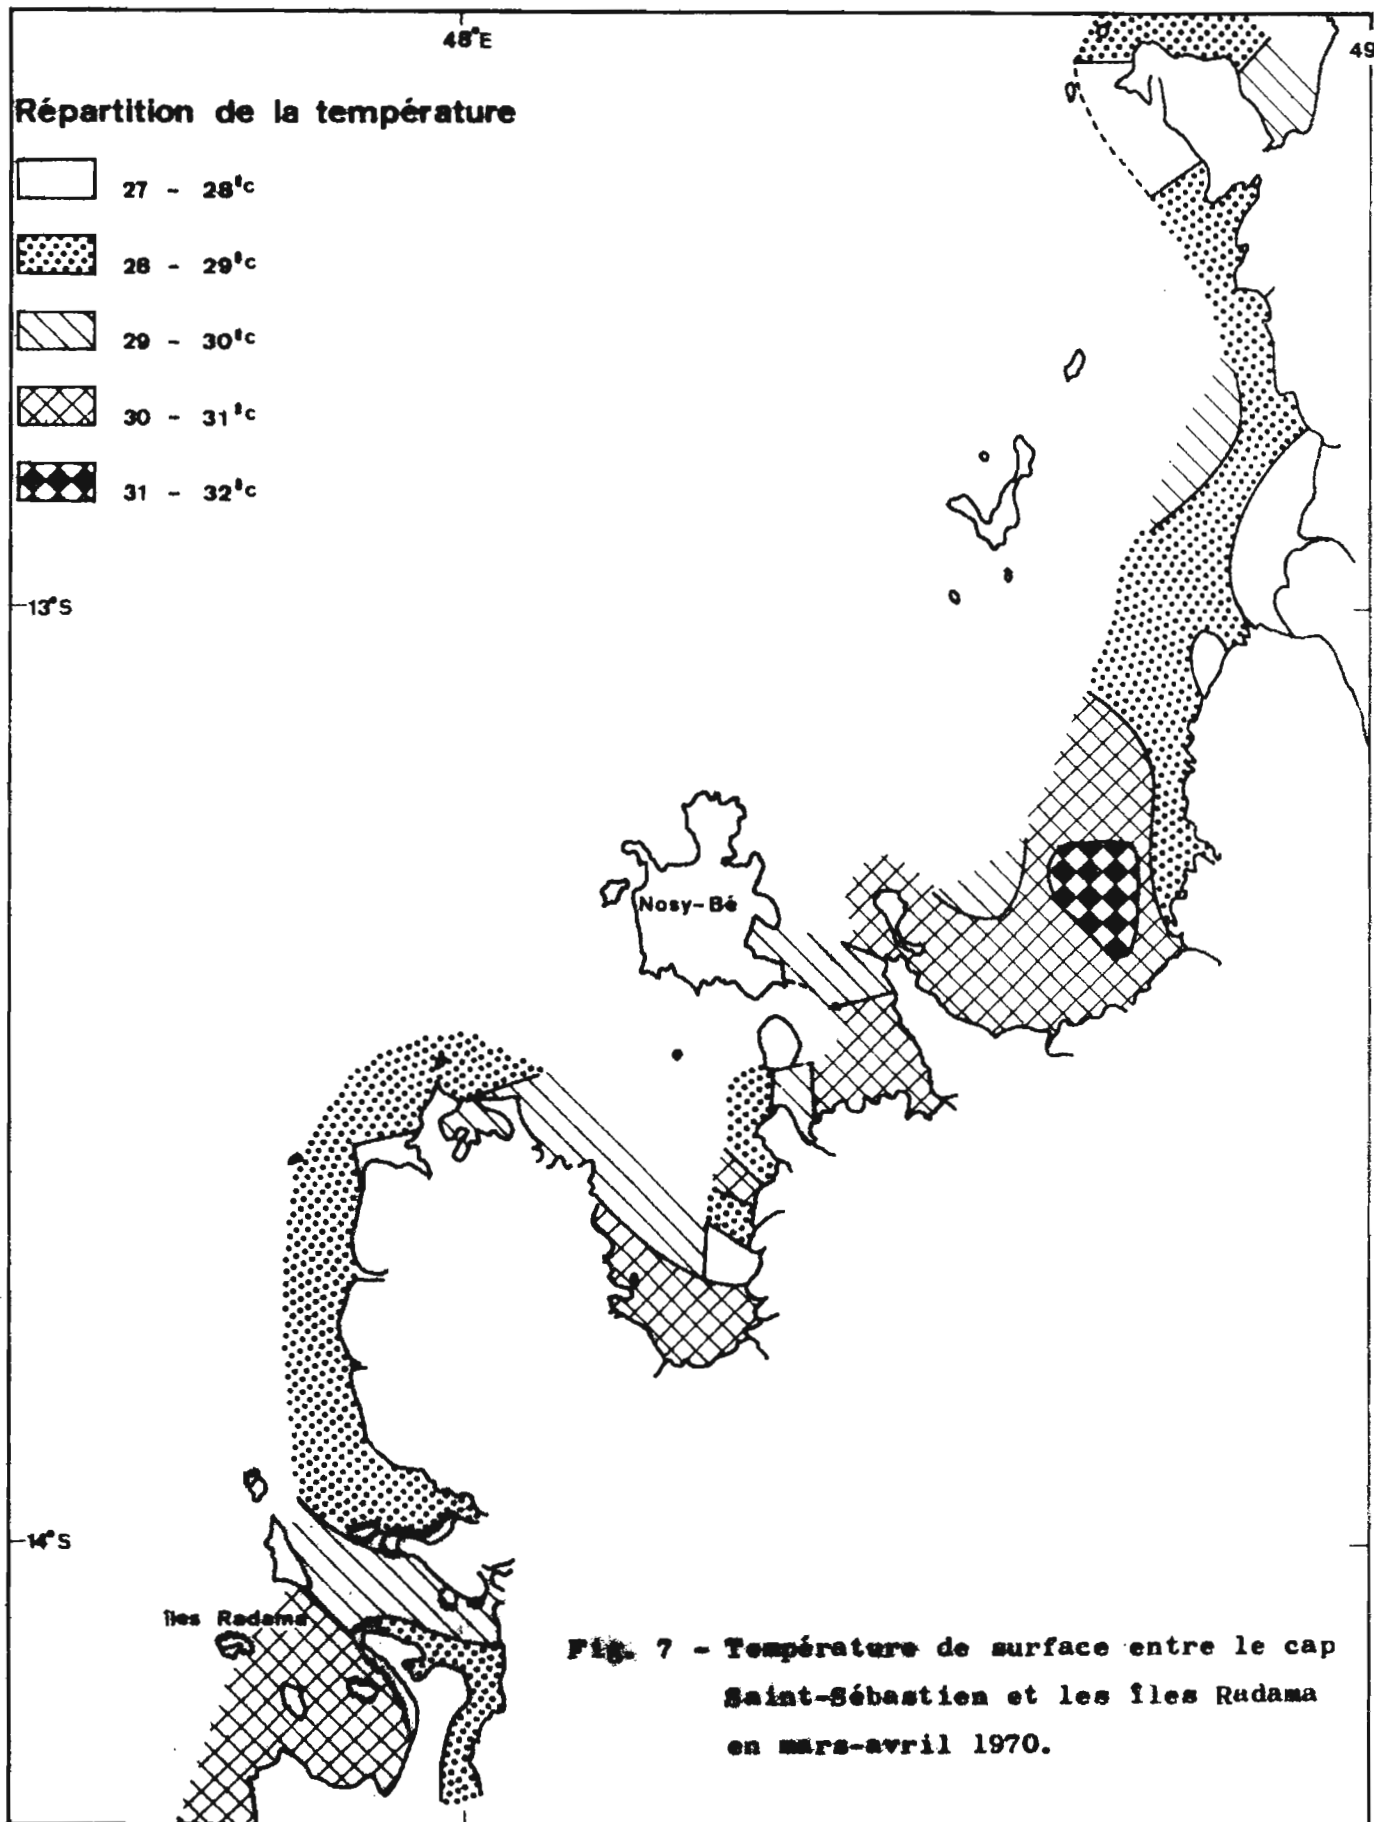 48°E
49
Répartition de la température
27 - 28°c
28 - 29°c
29 - 30°c
30 - 31°c
31 - 32°c
13°S
Nosy-Bé
14°S
îles Radama
Fig. 7 - Température de surface entre le cap
Saint-Sébastien et les îles Radama
en mars-avril 1970.